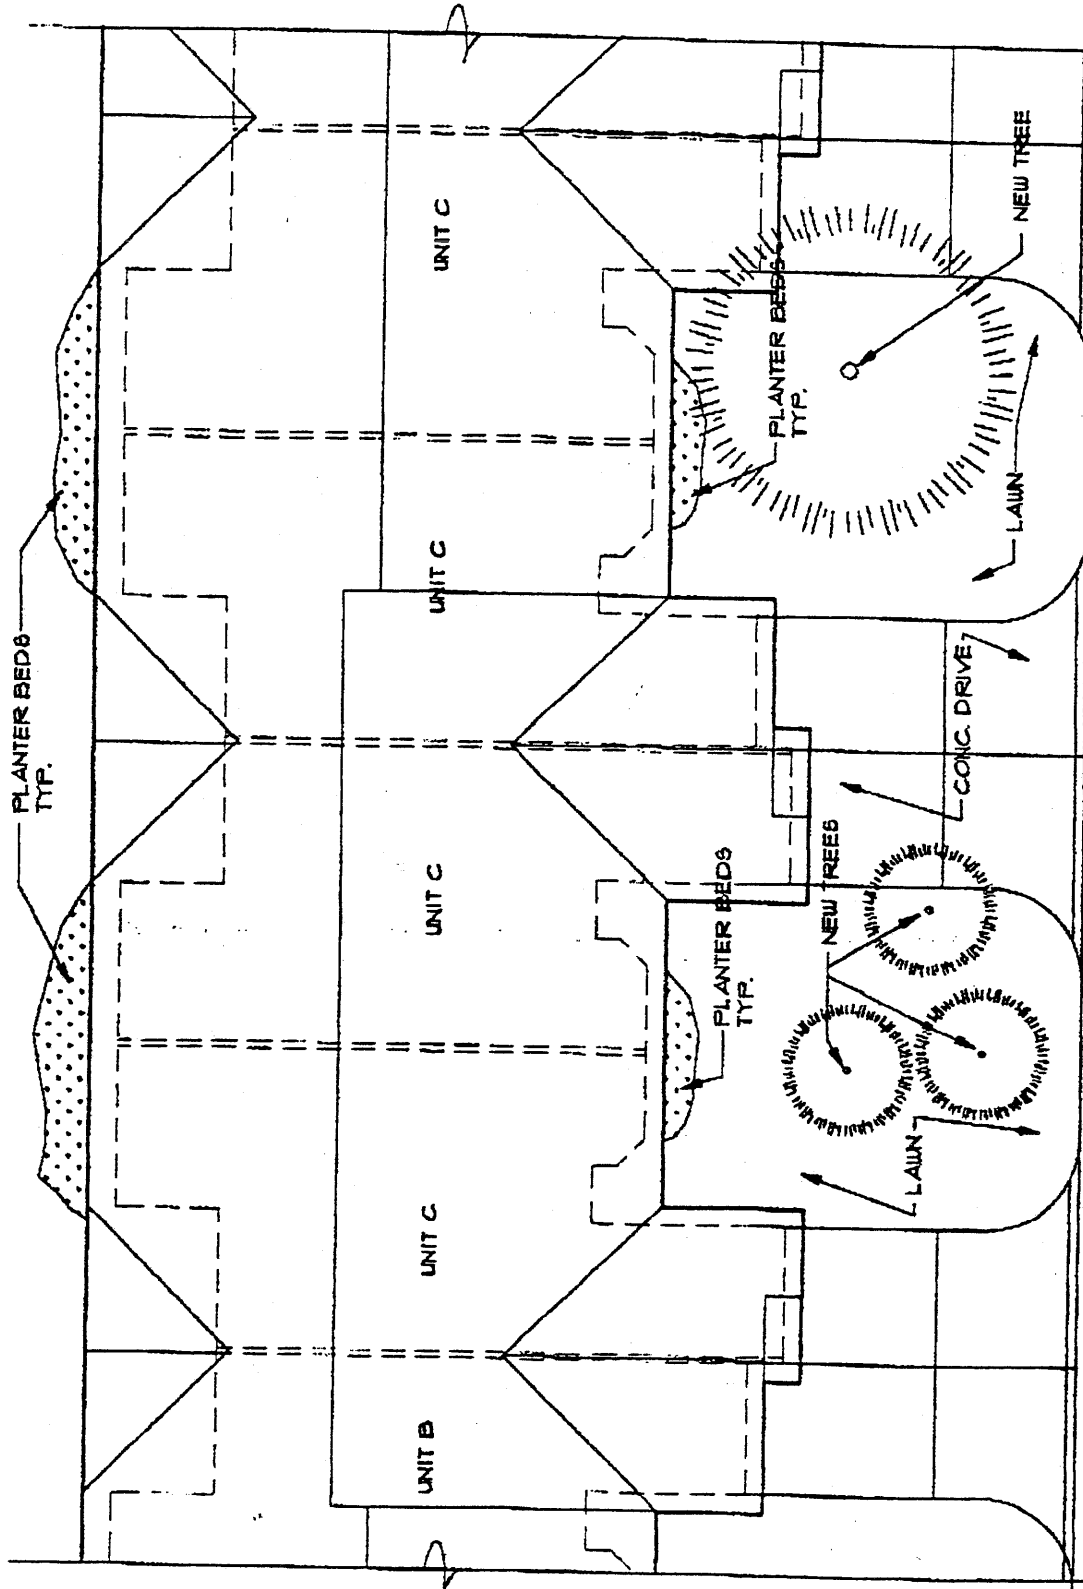 PLANTER BEDS
TYP.
UNIT B
UNIT C
UNIT C
UNIT C
UNIT C
PLANTER BEDS
TYP.
PLANTER BEDS
TYP.
LAWN
NEW TREES
CONC. DRIVE
LAWN
NEW TREE